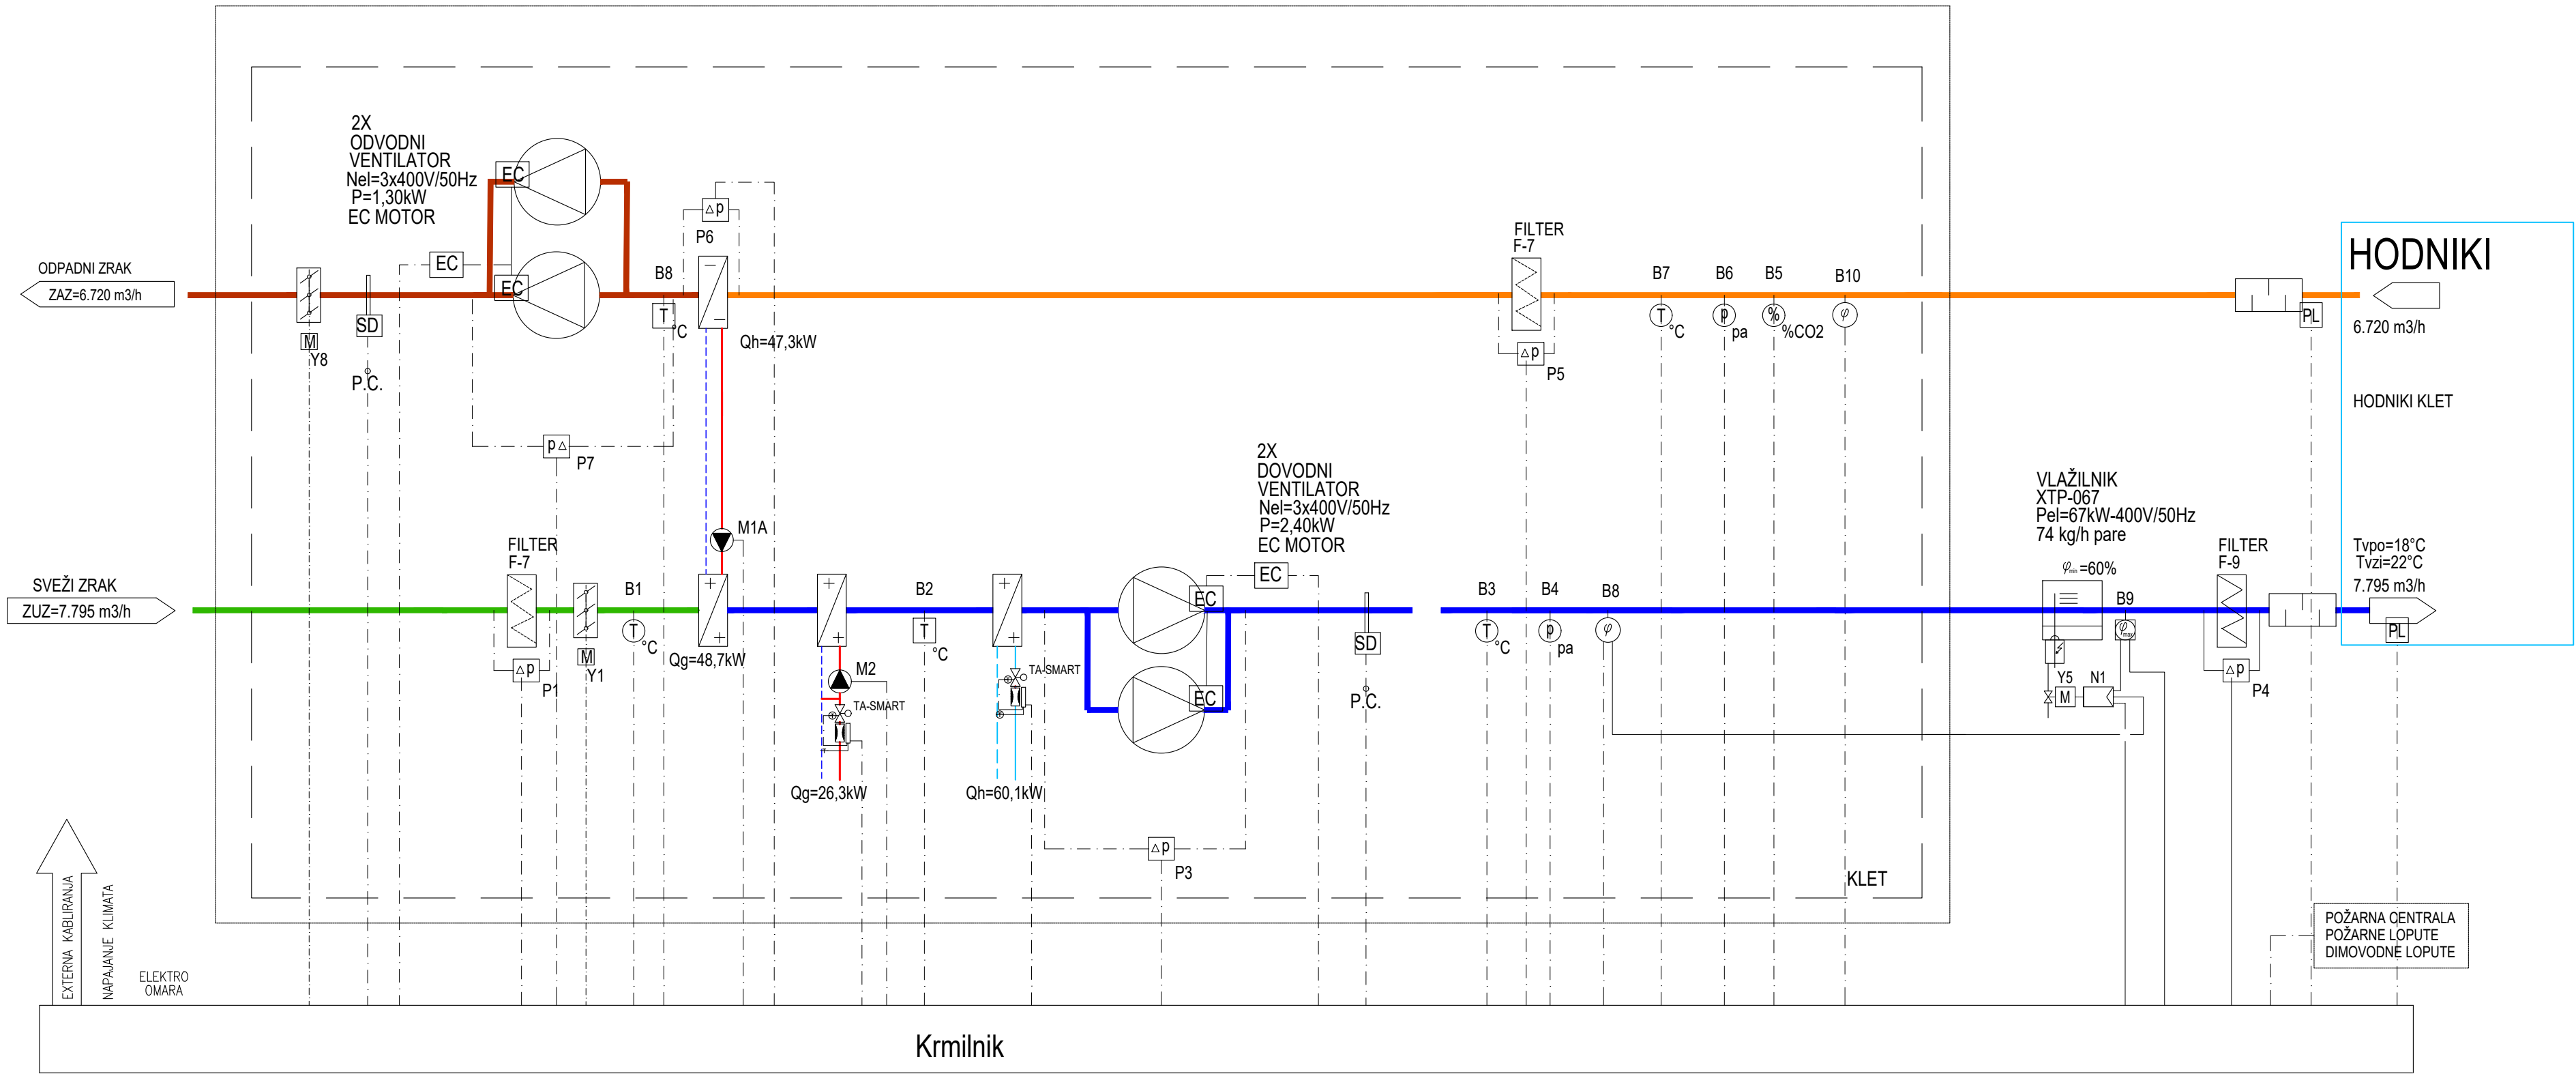 2X
ODVODNI
VENTILATOR
Nel=3x400V/50Hz
P=1,30kW
EC MOTOR
EC
EC
EC
Δp
P6
ODPADNI ZRAK
ZAZ=6.720 m3/h
SD
P.C.
M
Y8
B8
T
°C
Qh=47,3kW
p Δ
P7
FILTER
F-7
Δp
P5
B7
T
°C
B6
p
pa
B5
%
%CO2
B10
φ
PL
HODNIKI
6.720 m3/h
HODNIKI KLET
SVEŽI ZRAK
ZUZ=7.795 m3/h
FILTER
F-7
Δp
P1
M
Y1
B1
T
°C
M1A
Qg=48,7kW
M2
TA-SMART
Qg=26,3kW
B2
T
°C
TA-SMART
Qh=60,1kW
2X
DOVODNI
VENTILATOR
Nel=3x400V/50Hz
P=2,40kW
EC MOTOR
EC
EC
EC
Δp
P3
SD
P.C.
B3
T
°C
B4
p
pa
B8
φ
VLAŽILNIK
XTP-067
Pel=67kW-400V/50Hz
74 kg/h pare
φmin=60%
B9
φmax
Y5
M
N1
FILTER
F-9
Δp
P4
Tvpo=18°C
Tvzi=22°C
7.795 m3/h
PL
KLET
EXTERNA KABLIRANJA
NAPAJANJE KLIMATA
ELEKTRO
OMARA
POŽARNA CENTRALA
POŽARNE LOPUTE
DIMOVODNE LOPUTE
Krmilnik